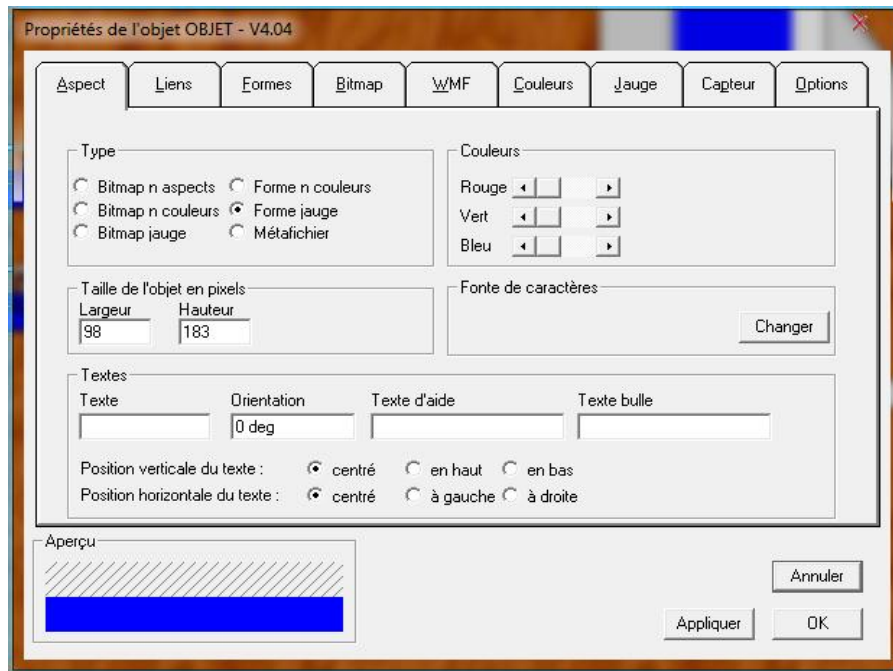 Propriétés de l'objet OBJET - V4.04
Aspect Liens Formes Bitmap WMF Couleurs Jauge Capteur Options
Type
Bitmap n aspects Forme n couleurs
Bitmap n couleurs Forme jauge
Bitmap jauge Métafichier
Couleurs
Rouge
Vert
Bleu
Taille de l'objet en pixels
Largeur Hauteur
98 183
Fonte de caractères
Changer
Textes
Texte Orientation Texte d'aide Texte bulle
0 deg
Position verticale du texte : centré en haut en bas
Position horizontale du texte : centré à gauche à droite
Aperçu
Annuler
Appliquer OK